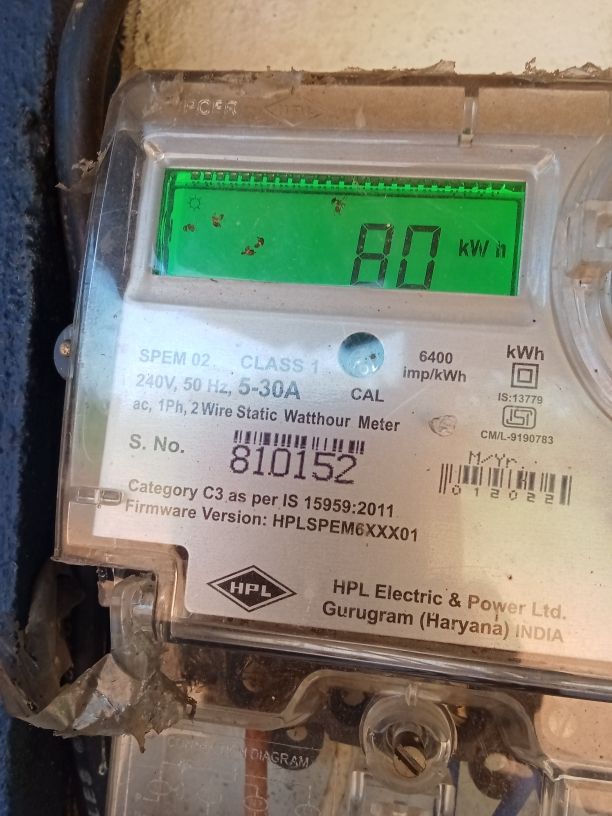 80 kWh
SPEM 02 CLASS 1
240V, 50 Hz, 5-30A
ac, 1Ph, 2 Wire Static Watthour Meter
CAL
6400
imp/kWh
kWh
IS:13779
CM/L-9190783
S. No.
810152
M/Yr.
012022
Category C3 as per IS 15959:2011
Firmware Version: HPLSPEM6XXX01
HPL
HPL Electric & Power Ltd.
Gurugram (Haryana) INDIA
DIAGRAM